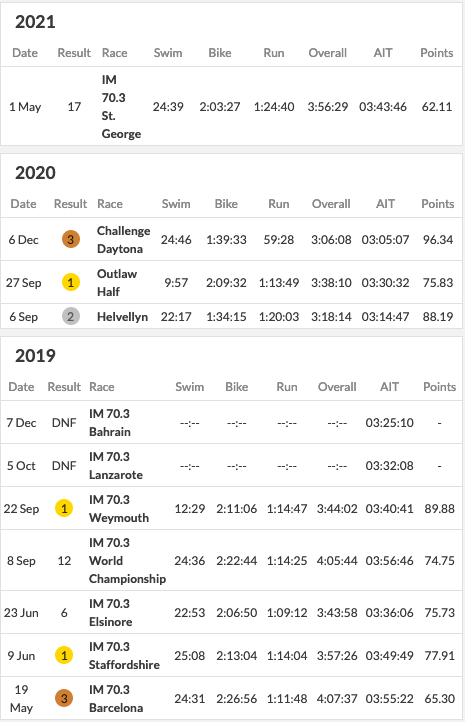 2021
Date Result Race Swim Bike Run Overall AIT Points
1 May 17 IM 70.3 St. George 24:39 2:03:27 1:24:40 3:56:29 03:43:46 62.11
2020
Date Result Race Swim Bike Run Overall AIT Points
6 Dec 3 Challenge Daytona 24:46 1:39:33 59:28 3:06:08 03:05:07 96.34
27 Sep 1 Outlaw Half 9:57 2:09:32 1:13:49 3:38:10 03:30:32 75.83
6 Sep 2 Helvellyn 22:17 1:34:15 1:20:03 3:18:14 03:14:47 88.19
2019
Date Result Race Swim Bike Run Overall AIT Points
7 Dec DNF IM 70.3 Bahrain --:-- --:-- --:-- --:-- 03:25:10 -
5 Oct DNF IM 70.3 Lanzarote --:-- --:-- --:-- --:-- 03:32:08 -
22 Sep 1 IM 70.3 Weymouth 12:29 2:11:06 1:14:47 3:44:02 03:40:41 89.88
8 Sep 12 IM 70.3 World Championship 24:36 2:22:44 1:14:25 4:05:44 03:56:46 74.75
23 Jun 6 IM 70.3 Elsinore 22:53 2:06:50 1:09:12 3:43:58 03:36:06 75.73
9 Jun 1 IM 70.3 Staffordshire 25:08 2:13:04 1:14:04 3:57:26 03:49:49 77.91
19 May 3 IM 70.3 Barcelona 24:31 2:26:56 1:11:48 4:07:37 03:55:22 65.30